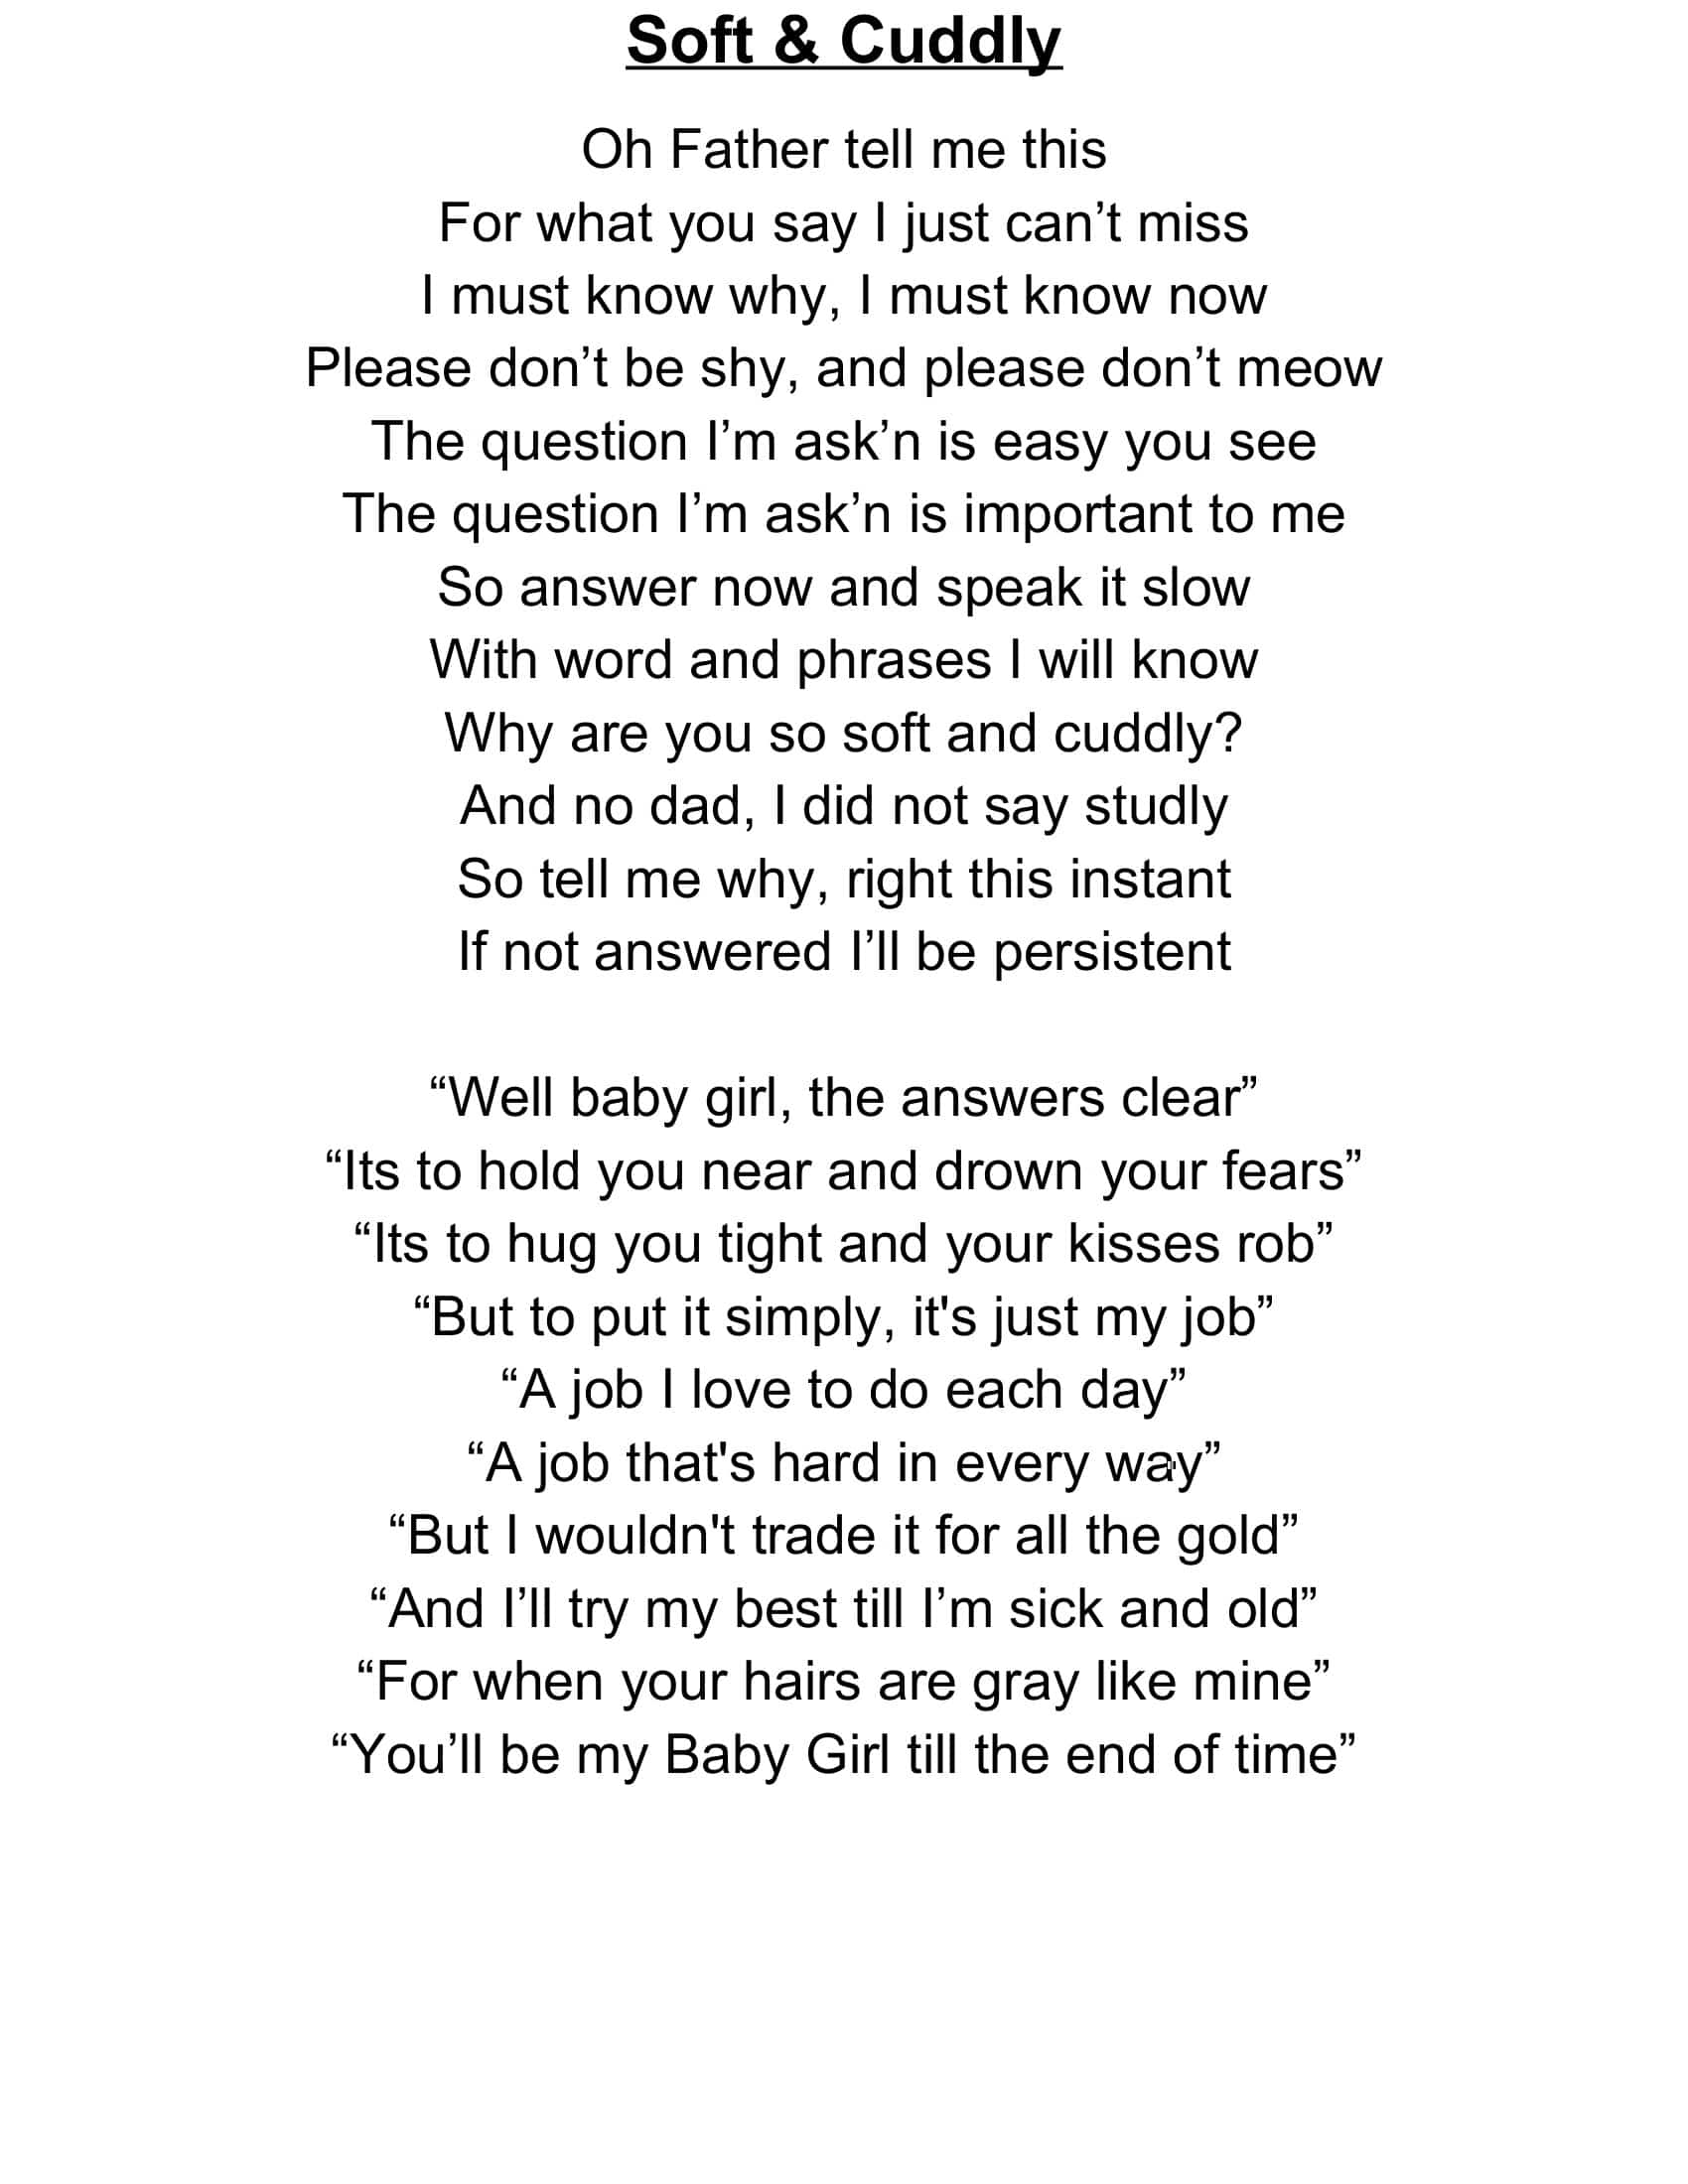 Soft & Cuddly
Oh Father tell me this
For what you say I just can’t miss
I must know why, I must know now
Please don’t be shy, and please don’t meow
The question I’m ask’n is easy you see
The question I’m ask’n is important to me
So answer now and speak it slow
With word and phrases I will know
Why are you so soft and cuddly?
And no dad, I did not say studly
So tell me why, right this instant
If not answered I’ll be persistent
“Well baby girl, the answers clear”
“Its to hold you near and drown your fears”
“Its to hug you tight and your kisses rob”
“But to put it simply, it's just my job”
“A job I love to do each day”
“A job that's hard in every way”
“But I wouldn't trade it for all the gold”
“And I’ll try my best till I’m sick and old”
“For when your hairs are gray like mine”
“You’ll be my Baby Girl till the end of time”